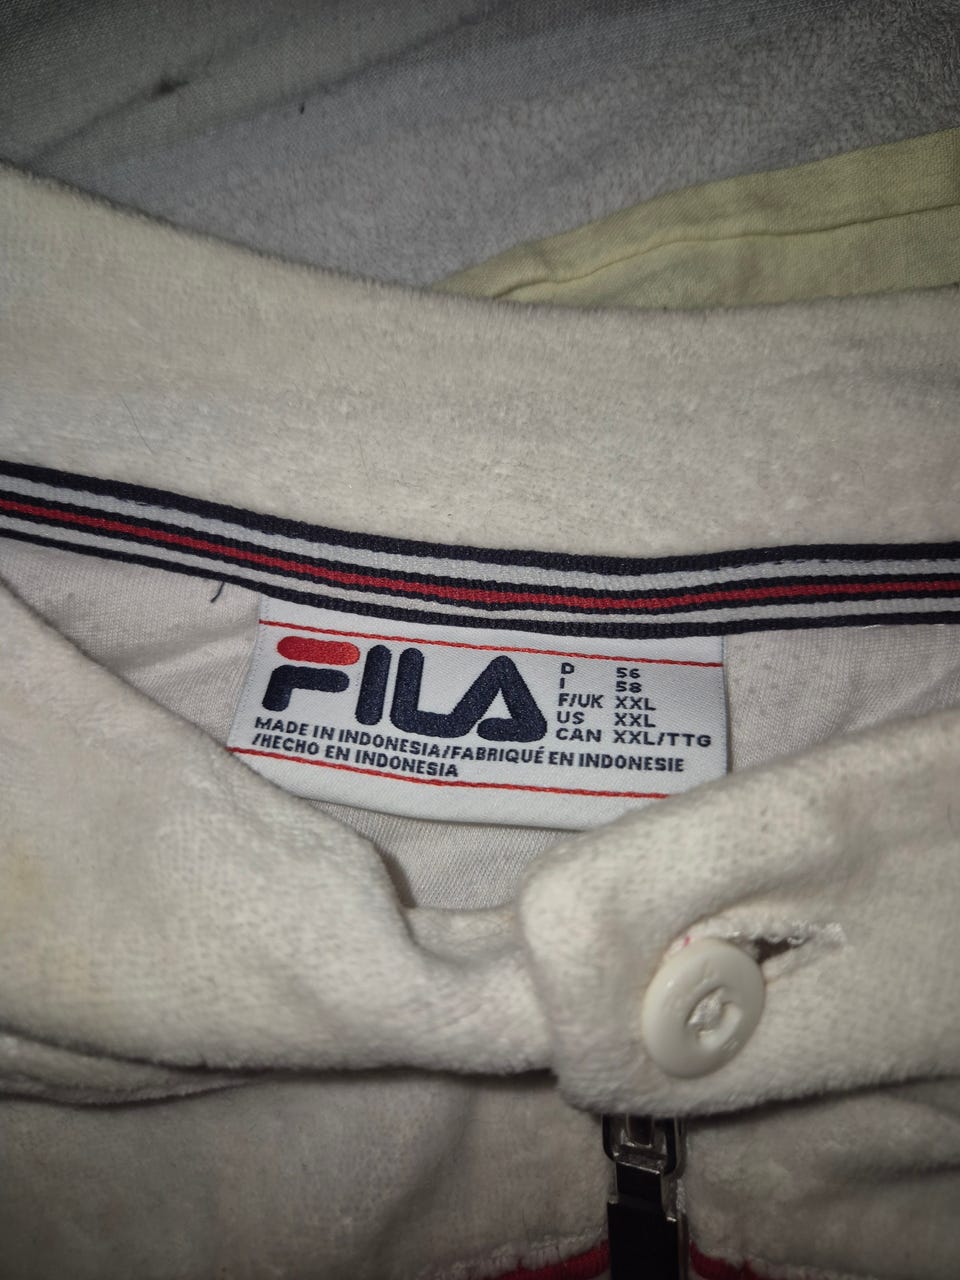 FILA
D 56
I 58
F/UK XXL
US XXL
CAN XXL/TTG
MADE IN INDONESIA/FABRIQUÉ EN INDONESIE
/HECHO EN INDONESIA